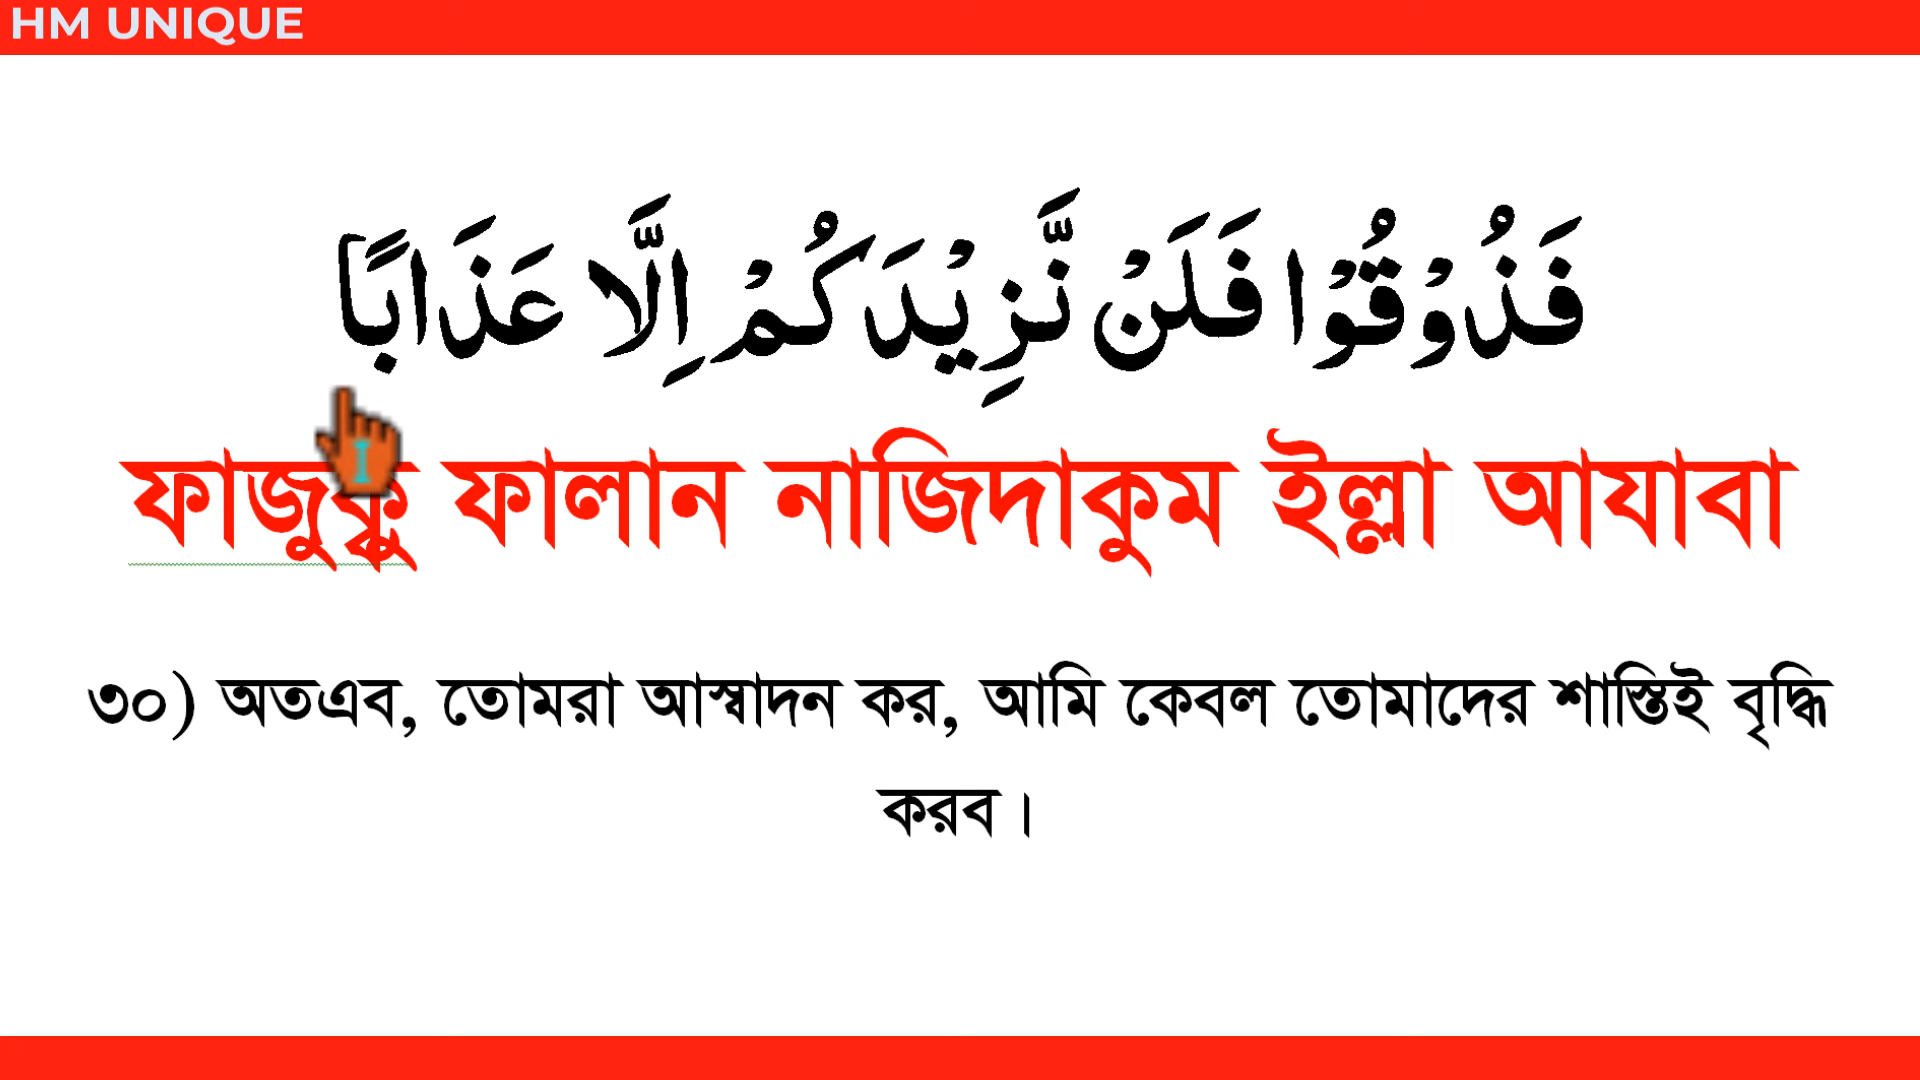 HM UNIQUE
فَذُوْقُوْا فَلَنْ نَّزِيْدَكُمْ اِلَّا عَذَابًا
ফাজুক্কু ফালান নাজিদাকুম ইল্লা আযাবা
৩০) অতএব, তোমরা আস্বাদন কর, আমি কেবল তোমাদের শাস্তিই বৃদ্ধি
করব।